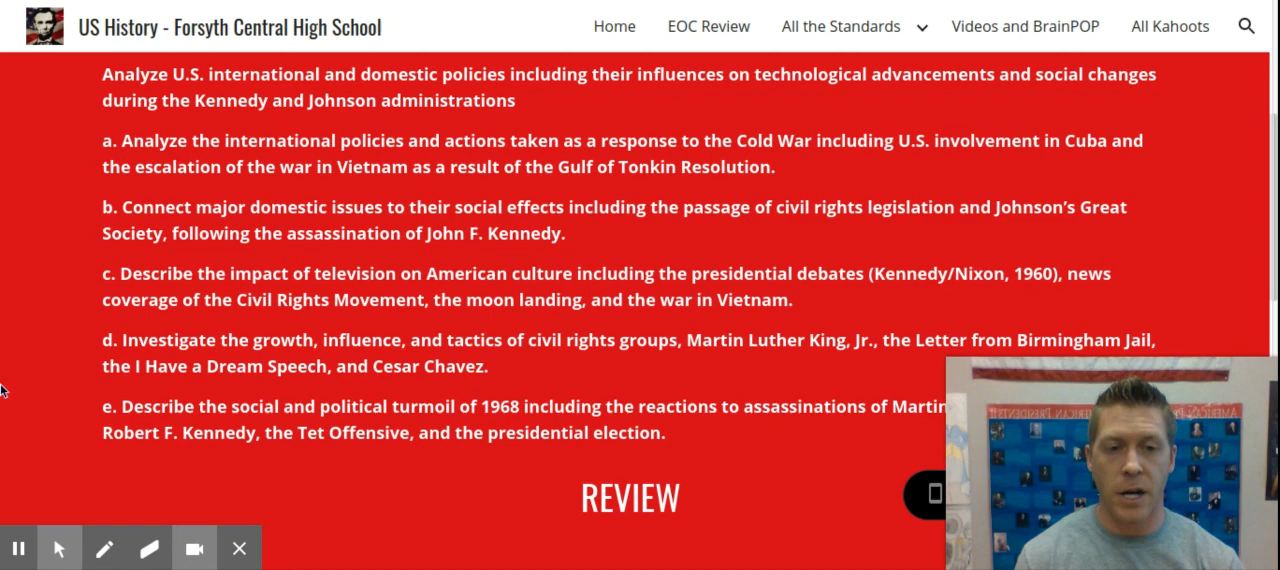 US History - Forsyth Central High School
Home EOC Review All the Standards Videos and BrainPOP All Kahoots
Analyze U.S. international and domestic policies including their influences on technological advancements and social changes
during the Kennedy and Johnson administrations
a. Analyze the international policies and actions taken as a response to the Cold War including U.S. involvement in Cuba and
the escalation of the war in Vietnam as a result of the Gulf of Tonkin Resolution.
b. Connect major domestic issues to their social effects including the passage of civil rights legislation and Johnson’s Great
Society, following the assassination of John F. Kennedy.
c. Describe the impact of television on American culture including the presidential debates (Kennedy/Nixon, 1960), news
coverage of the Civil Rights Movement, the moon landing, and the war in Vietnam.
d. Investigate the growth, influence, and tactics of civil rights groups, Martin Luther King, Jr., the Letter from Birmingham Jail,
the I Have a Dream Speech, and Cesar Chavez.
e. Describe the social and political turmoil of 1968 including the reactions to assassinations of Martin
Robert F. Kennedy, the Tet Offensive, and the presidential election.
REVIEW